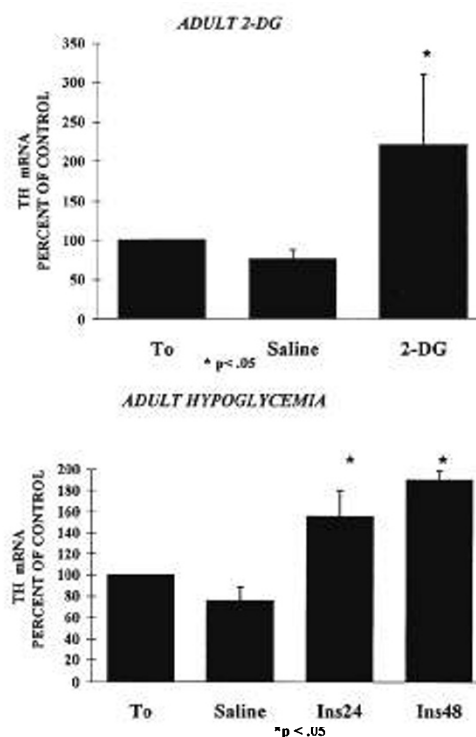 ADULT 2-DG
TH mRNA
PERCENT OF CONTROL
350
300
250
200
150
100
50
0
*
To Saline 2-DG
* p< .05
ADULT HYPOGLYCEMIA
TH mRNA
PERCENT OF CONTROL
200
180
160
140
120
100
80
60
40
20
0
* *
To Saline Ins24 Ins48
*p < .05